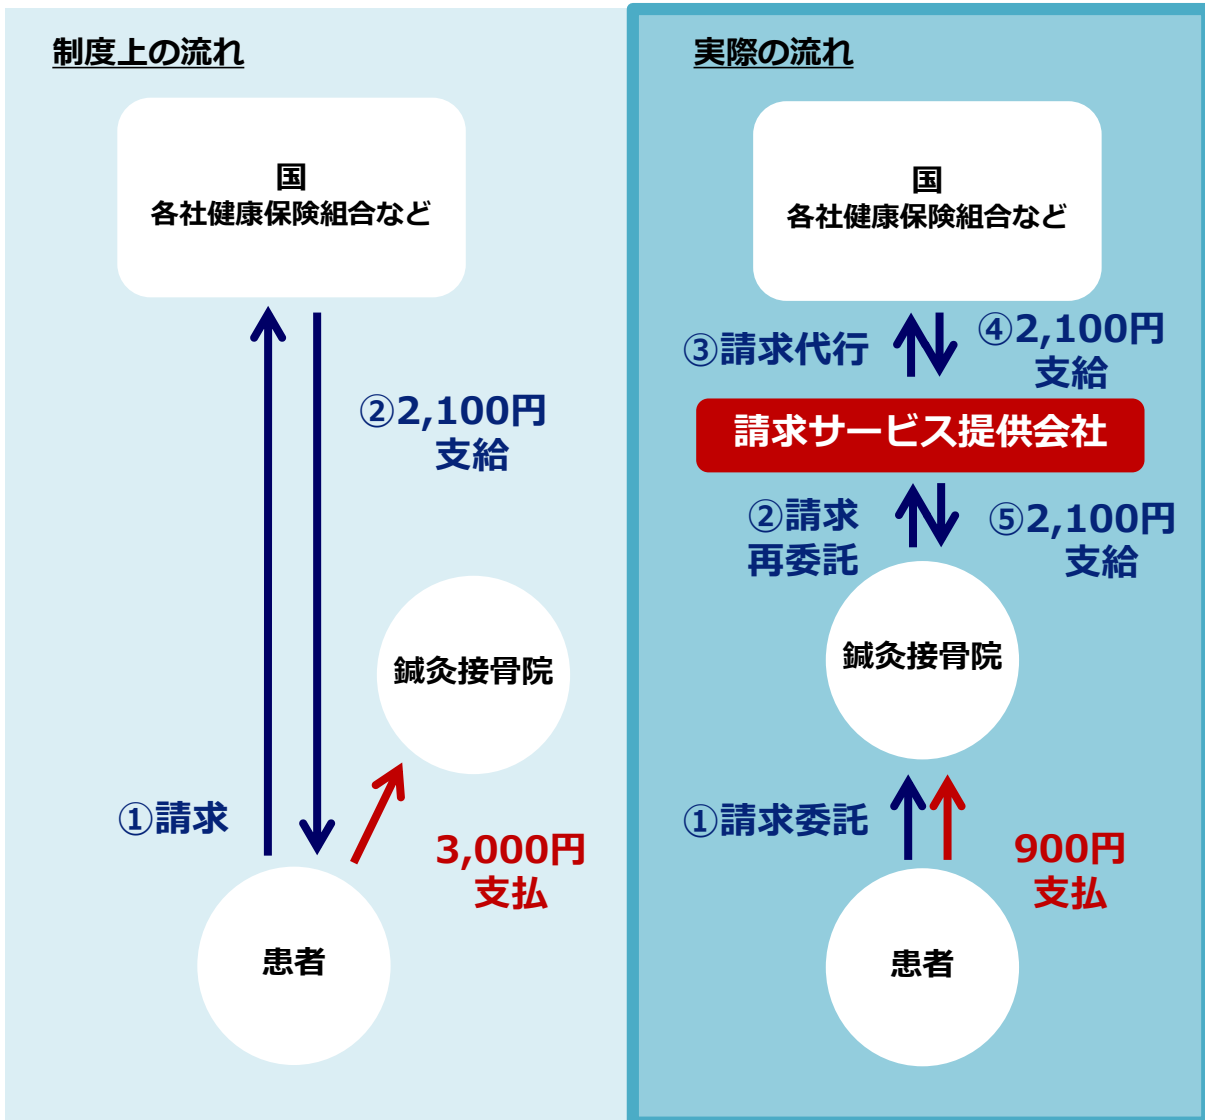 制度上の流れ
国
各社健康保険組合など
②2,100円
支給
鍼灸接骨院
①請求
3,000円
支払
患者
実際の流れ
国
各社健康保険組合など
③請求代行
④2,100円
支給
請求サービス提供会社
②請求
再委託
⑤2,100円
支給
鍼灸接骨院
①請求委託
900円
支払
患者